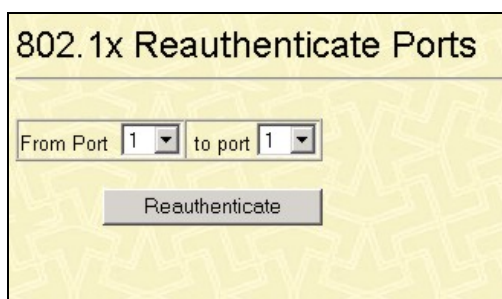 802.1x Reauthenticate Ports
From Port 1 to port 1
Reauthenticate